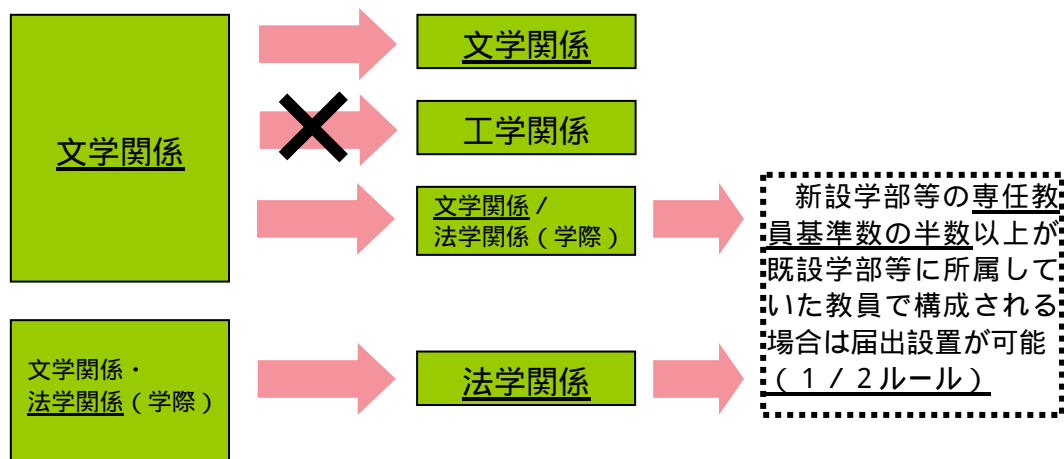 文学関係
文学関係
工学関係
文学関係/
法学関係(学際)
新設学部等の専任教
員基準数の半数以上が
既設学部等に所属して
いた教員で構成される
場合は届出設置が可能
(1/2ルール)
文学関係・
法学関係(学際)
法学関係